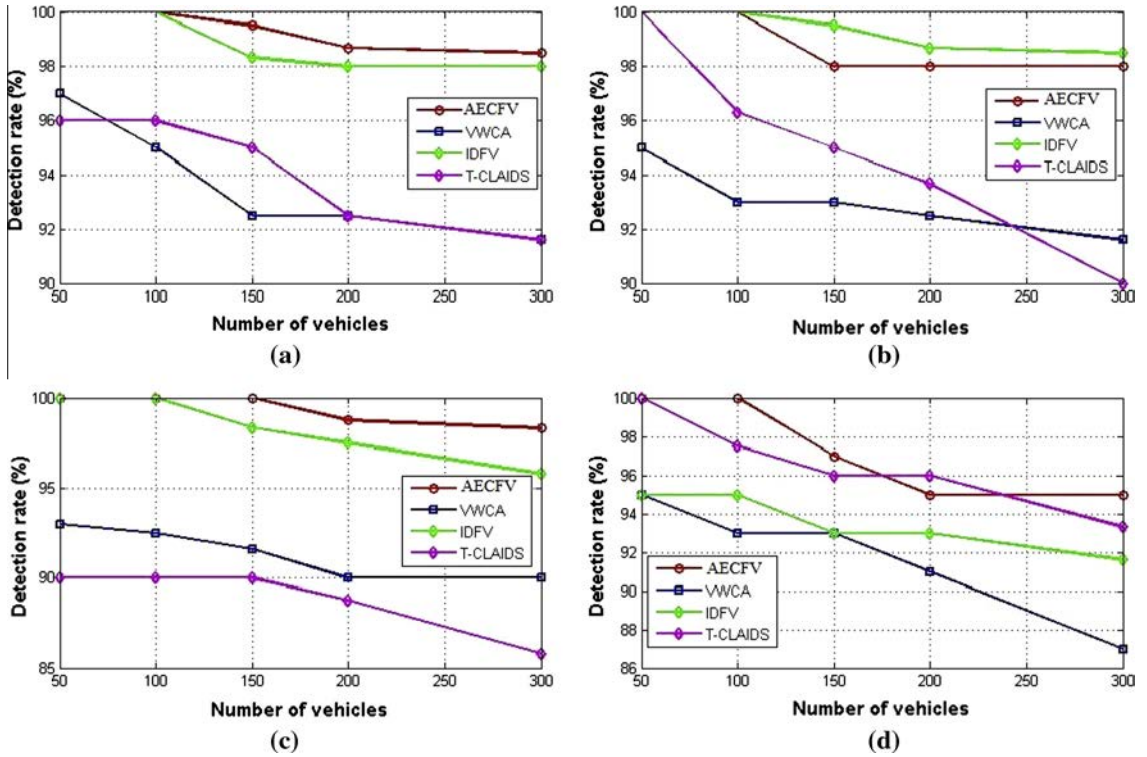 100
98
96
94
92
90
Detection rate (%)
AECFV
VWCA
IDFV
T-CLAIDS
50 100 150 200 250 300
Number of vehicles
(a)
100
98
96
94
92
90
Detection rate (%)
AECFV
VWCA
IDFV
T-CLAIDS
50 100 150 200 250 300
Number of vehicles
(b)
100
95
90
85
Detection rate (%)
AECFV
VWCA
IDFV
T-CLAIDS
50 100 150 200 250 300
Number of vehicles
(c)
100
98
96
94
92
90
88
86
Detection rate (%)
AECFV
VWCA
IDFV
T-CLAIDS
50 100 150 200 250 300
Number of vehicles
(d)